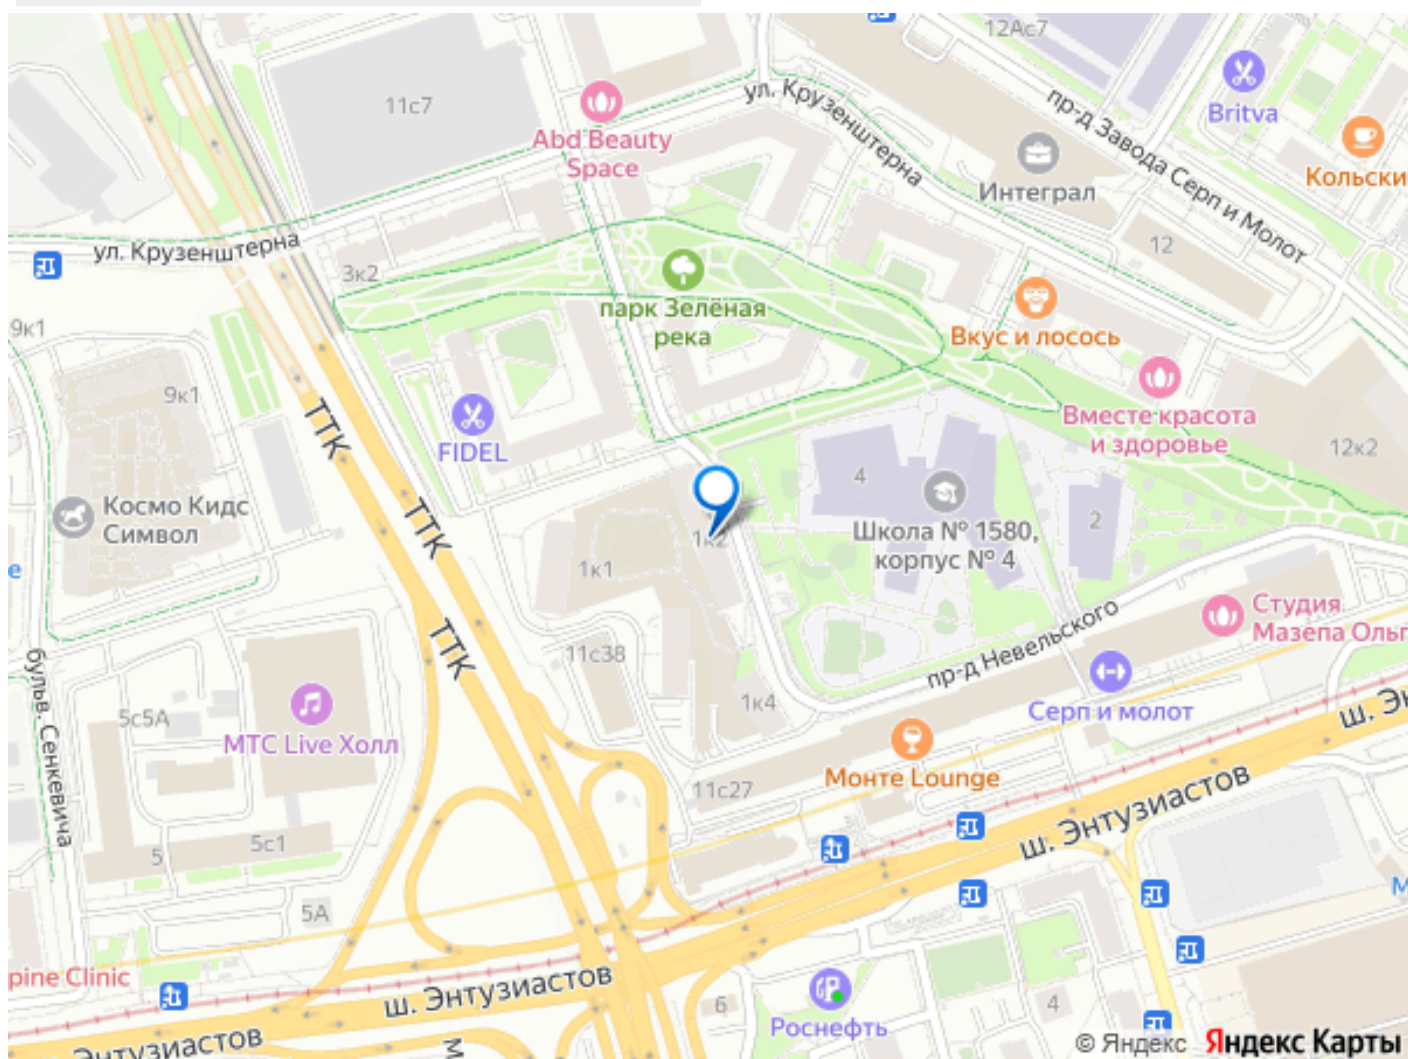 12Ас7
Britva
11с7
ул. Крузенштерна
пр-д Завода Серп и Молот
Abd Beauty
Space
Кольски
Интеграл
ул. Крузенштерна
12
3к2
парк Зелёная
река
9к1
Вкус и лосось
9к1
ТТК
Вместе красота
и здоровье
FIDEL
12к2
4
Космо Кидс
Символ
ТТК
2
Школа № 1580,
корпус № 4
1к2
е
1к1
Студия
Мазепа Оль
пр-д Невельского
ТТК
11с38
бульв. Сенкевича
5с5А
1к4
Серп и молот
ш. Эн
МТС Live Холл
Монте Lounge
11с27
ш. Энтузиастов
5с1
5
М
5А
pine Clinic
ш. Энтузиастов
6
4
Роснефть
Энтузиастов
М
© Яндекс Яндекс Карты